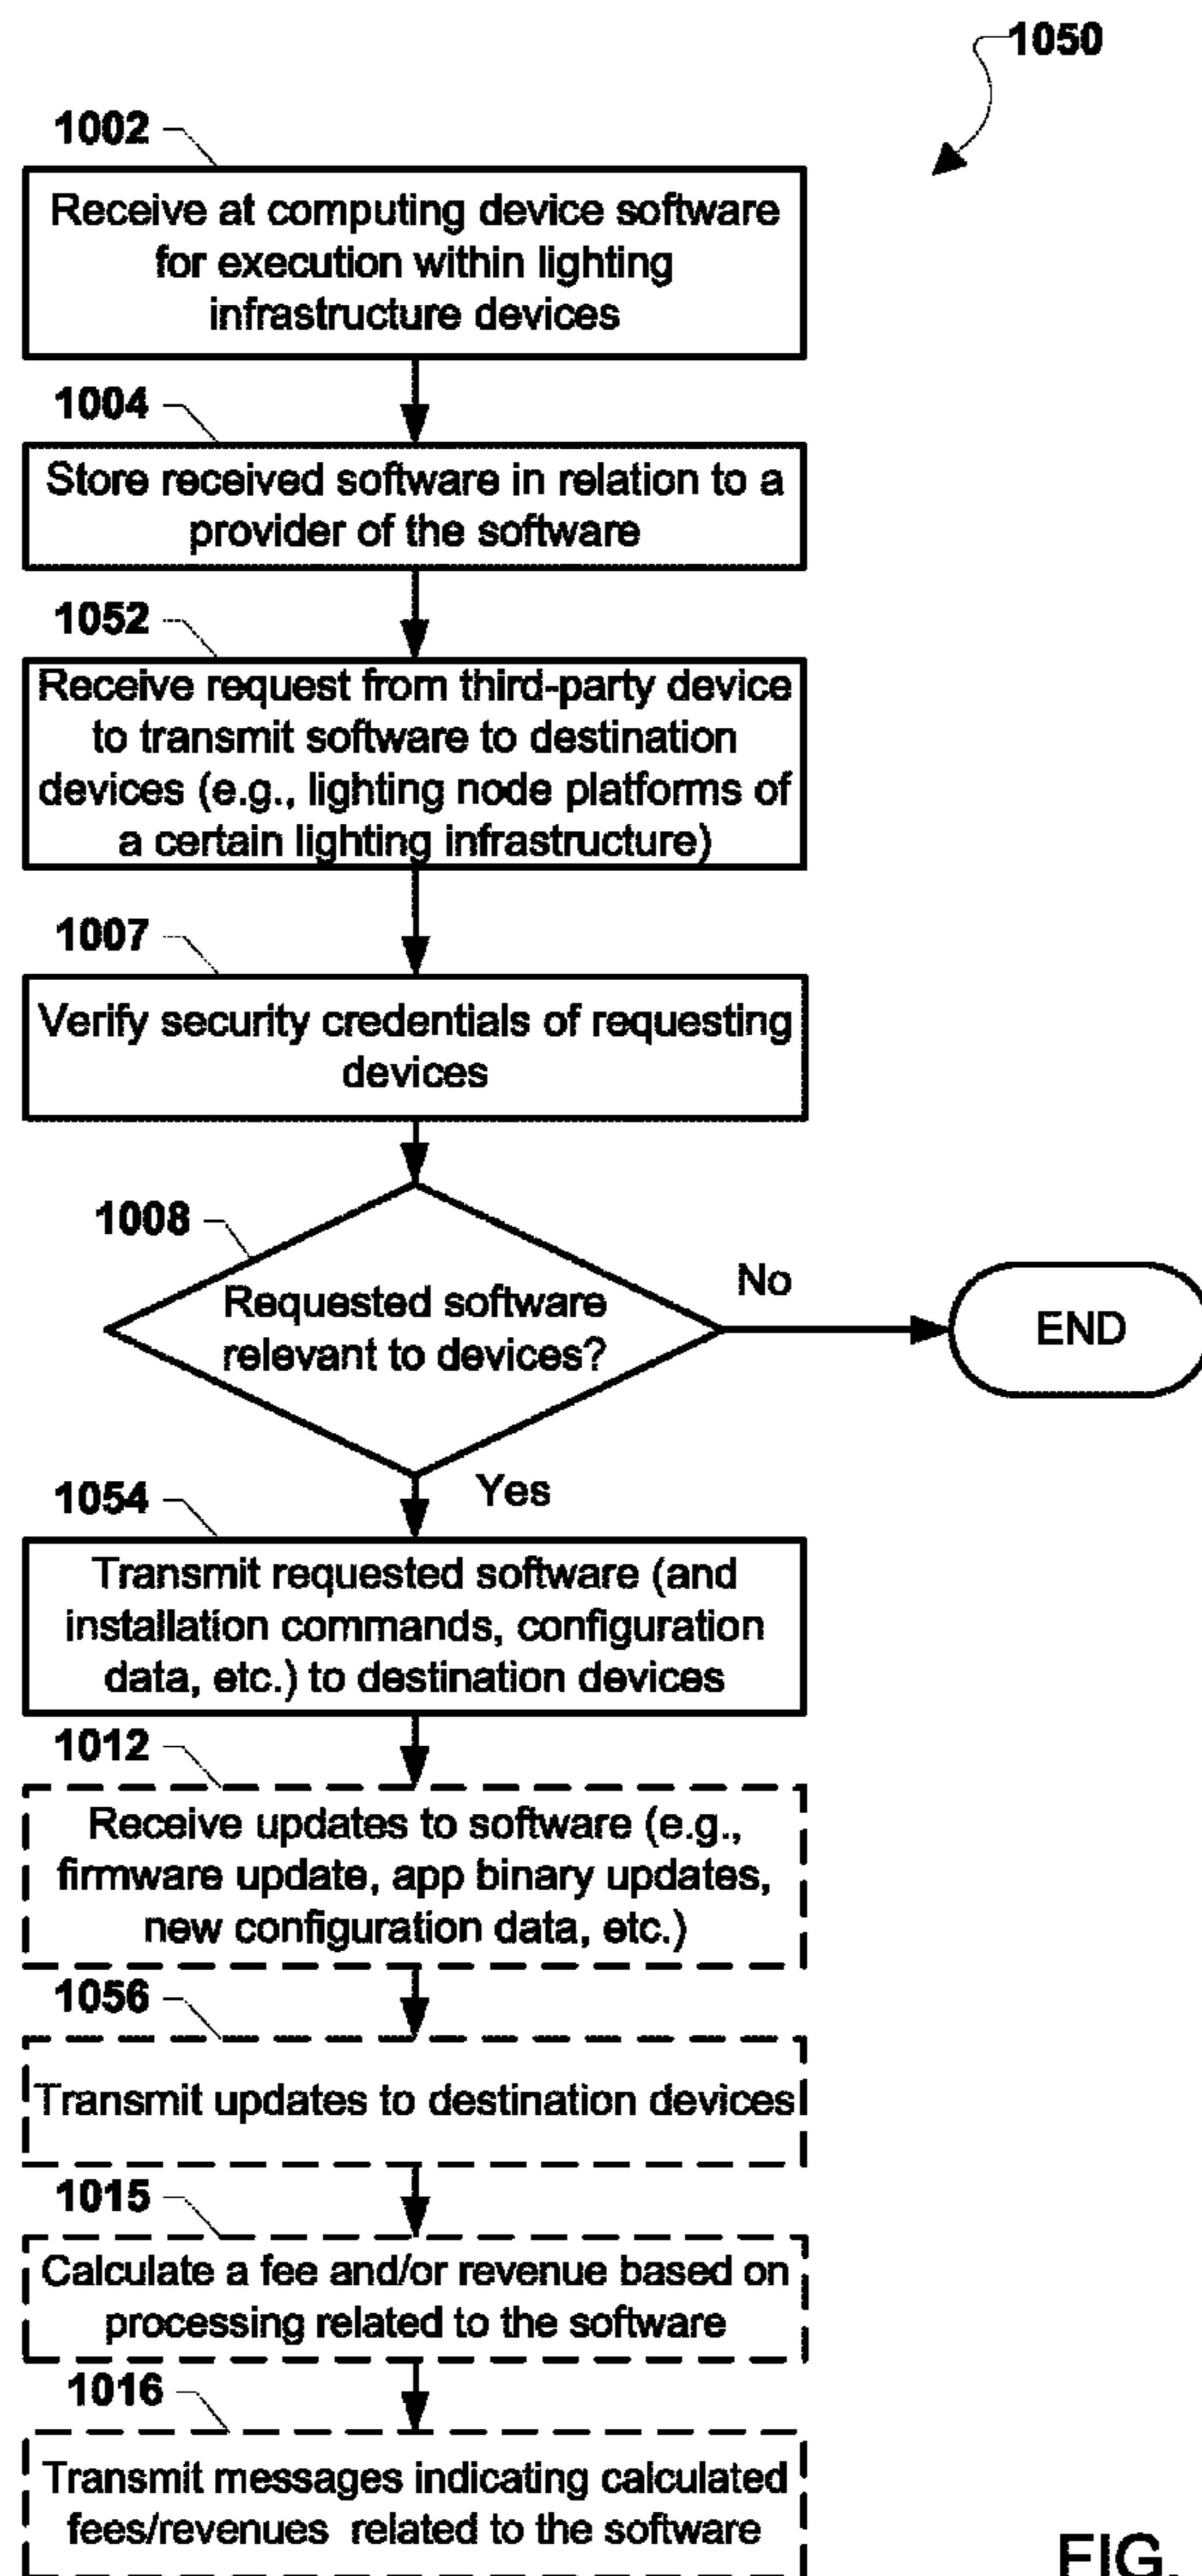 1050
1002
Receive at computing device software
for execution within lighting
infrastructure devices
1004
Store received software in relation to a
provider of the software
1052
Receive request from third-party device
to transmit software to destination
devices (e.g., lighting node platforms of
a certain lighting infrastructure)
1007
Verify security credentials of requesting
devices
1008
Requested software
relevant to devices?
No
END
Yes
1054
Transmit requested software (and
installation commands, configuration
data, etc.) to destination devices
1012
Receive updates to software (e.g.,
firmware update, app binary updates,
new configuration data, etc.)
1056
Transmit updates to destination devices
1015
Calculate a fee and/or revenue based on
processing related to the software
1016
Transmit messages indicating calculated
fees/revenues related to the software
FIG.